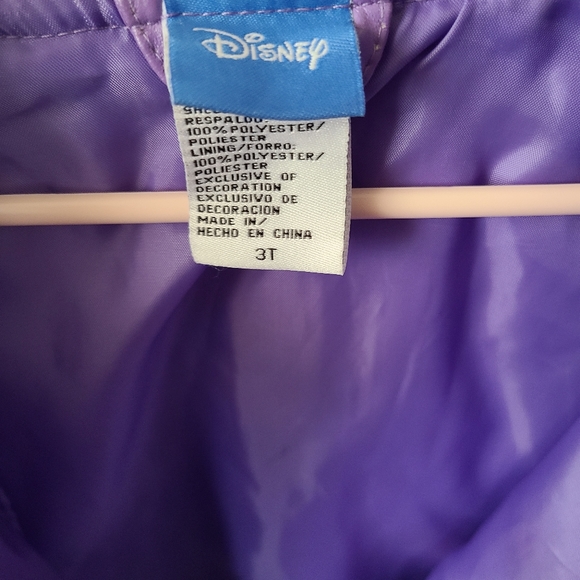 Disney
RESPALDO:
100% POLYESTER/
POLIESTER
LINING/FORRO:
100% POLYESTER/
POLIESTER
EXCLUSIVE OF
DECORATION
EXCLUSIVO DE
DECORACION
MADE IN/
HECHO EN CHINA
3T